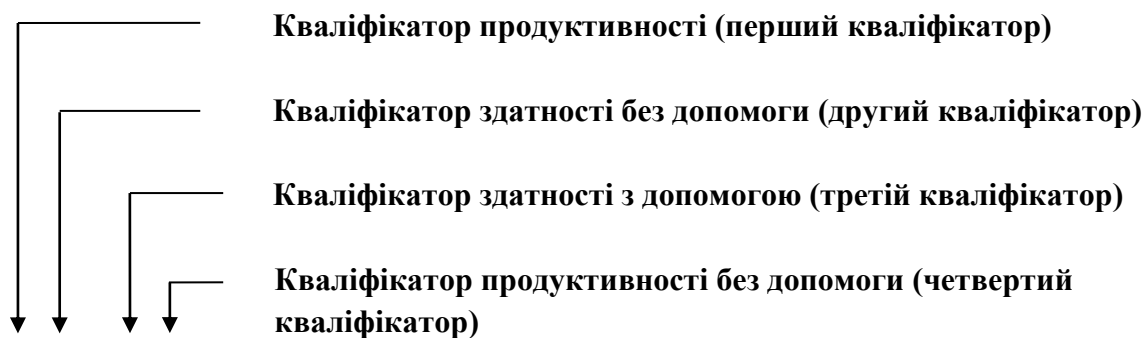 Кваліфікатор продуктивності (перший кваліфікатор)
Кваліфікатор здатності без допомоги (другий кваліфікатор)
Кваліфікатор здатності з допомогою (третій кваліфікатор)
Кваліфікатор продуктивності без допомоги (четвертий
кваліфікатор)